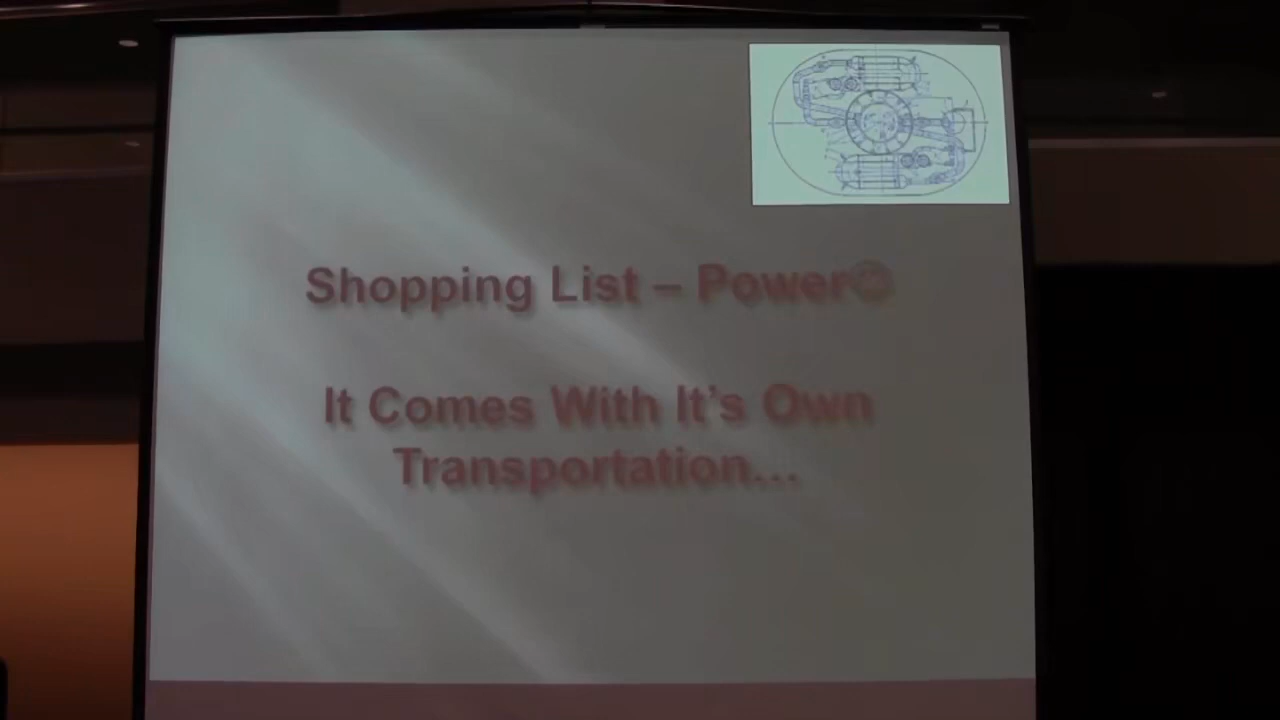 Shopping List – Power☺
It Comes With It's Own
Transportation...